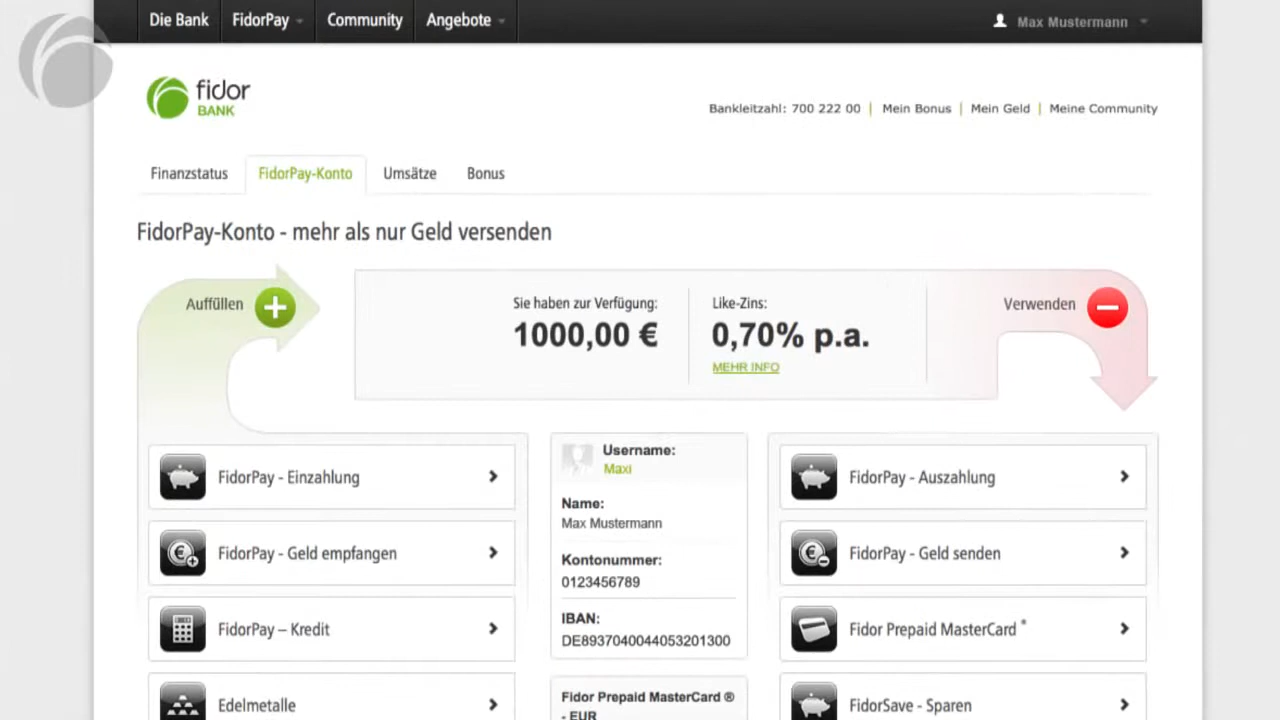 Die Bank
FidorPay
Community
Angebote
Max Mustermann
fidor
BANK
Bankleitzahl: 700 222 00 | Mein Bonus | Mein Geld | Meine Community
Finanzstatus
FidorPay-Konto
Umsätze
Bonus
FidorPay-Konto - mehr als nur Geld versenden
Auffüllen
Sie haben zur Verfügung:
1000,00 €
Like-Zins:
0,70% p.a.
MEHR INFO
Verwenden
FidorPay - Einzahlung
FidorPay - Geld empfangen
FidorPay – Kredit
Edelmetalle
Username:
Maxi
Name:
Max Mustermann
Kontonummer:
0123456789
IBAN:
DE8937040044053201300
Fidor Prepaid MasterCard ®
- EUR
FidorPay - Auszahlung
FidorPay - Geld senden
Fidor Prepaid MasterCard *
FidorSave - Sparen